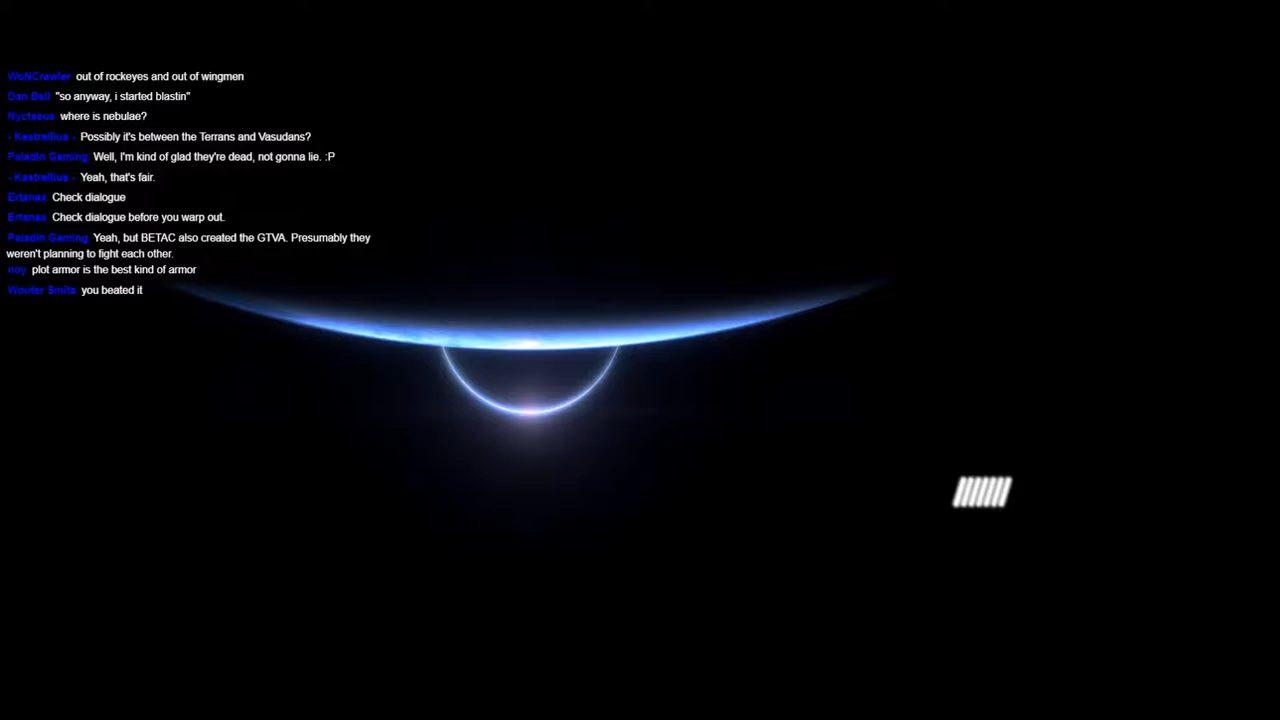 WoNCrawler out of rockeyes and out of wingmen
Dan Bell "so anyway, i started blastin"
Nyctaeus where is nebulae?
- Kestrellius - Possibly it's between the Terrans and Vasudans?
Paladin Gaming Well, I'm kind of glad they're dead, not gonna lie. :P
- Kestrellius - Yeah, that's fair.
Ertanax Check dialogue
Ertanax Check dialogue before you warp out.
Paladin Gaming Yeah, but BETAC also created the GTVA. Presumably they
weren't planning to fight each other.
noy plot armor is the best kind of armor
Wouter Smits you beated it